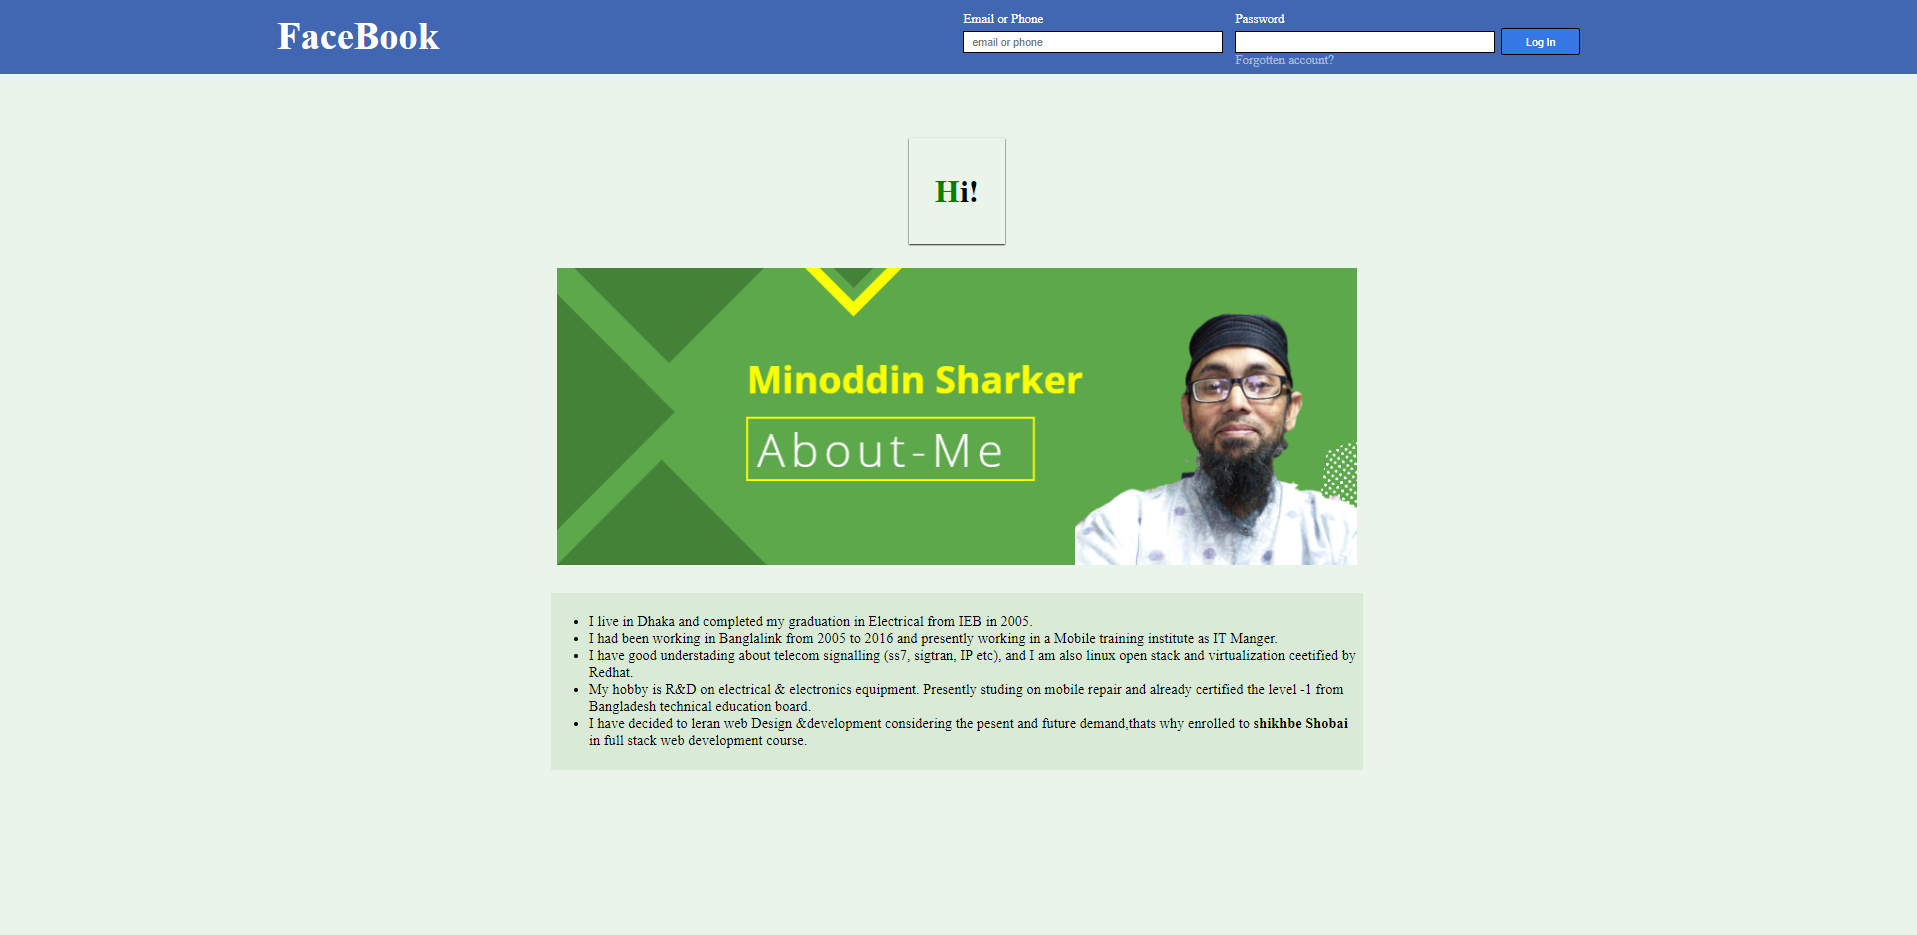 FaceBook
Email or Phone
Password
email or phone
Log In
Forgotten account?
Hi!
Minoddin Sharker
About-Me
I live in Dhaka and completed my graduation in Electrical from IEB in 2005.
I had been working in Banglalink from 2005 to 2016 and presently working in a Mobile training institute as IT Manger.
I have good understading about telecom signalling (ss7, sigtran, IP etc), and I am also linux open stack and virtualization ceetified by
Redhat.
My hobby is R&D on electrical & electronics equipment. Presently studing on mobile repair and already certified the level -1 from
Bangladesh technical education board.
I have decided to leran web Design &development considering the pesent and future demand,thats why enrolled to shikhbe Shobai
in full stack web development course.